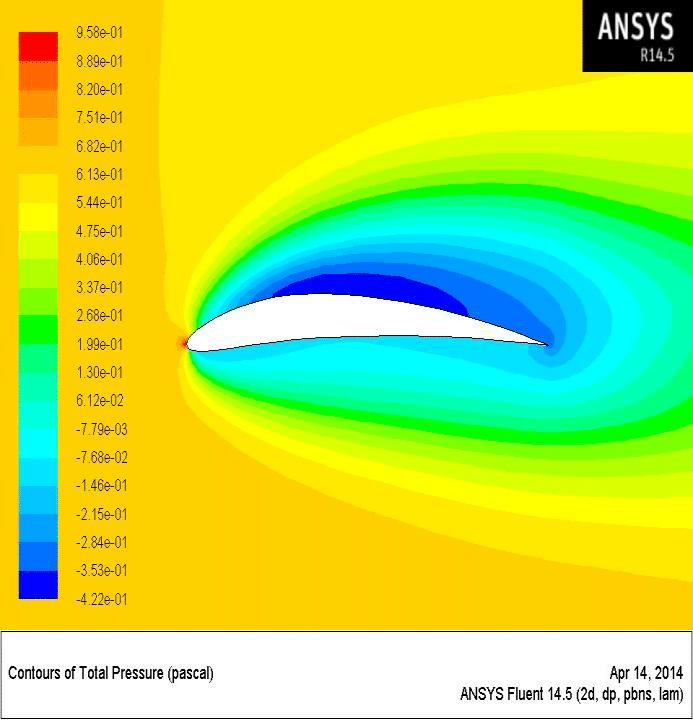 ANSYS
R14.5
9.58e-01
8.89e-01
8.20e-01
7.51e-01
6.82e-01
6.13e-01
5.44e-01
4.75e-01
4.06e-01
3.37e-01
2.68e-01
1.99e-01
1.30e-01
6.12e-02
-7.79e-03
-7.68e-02
-1.46e-01
-2.15e-01
-2.84e-01
-3.53e-01
-4.22e-01
Contours of Total Pressure (pascal)
Apr 14, 2014
ANSYS Fluent 14.5 (2d, dp, pbns, lam)